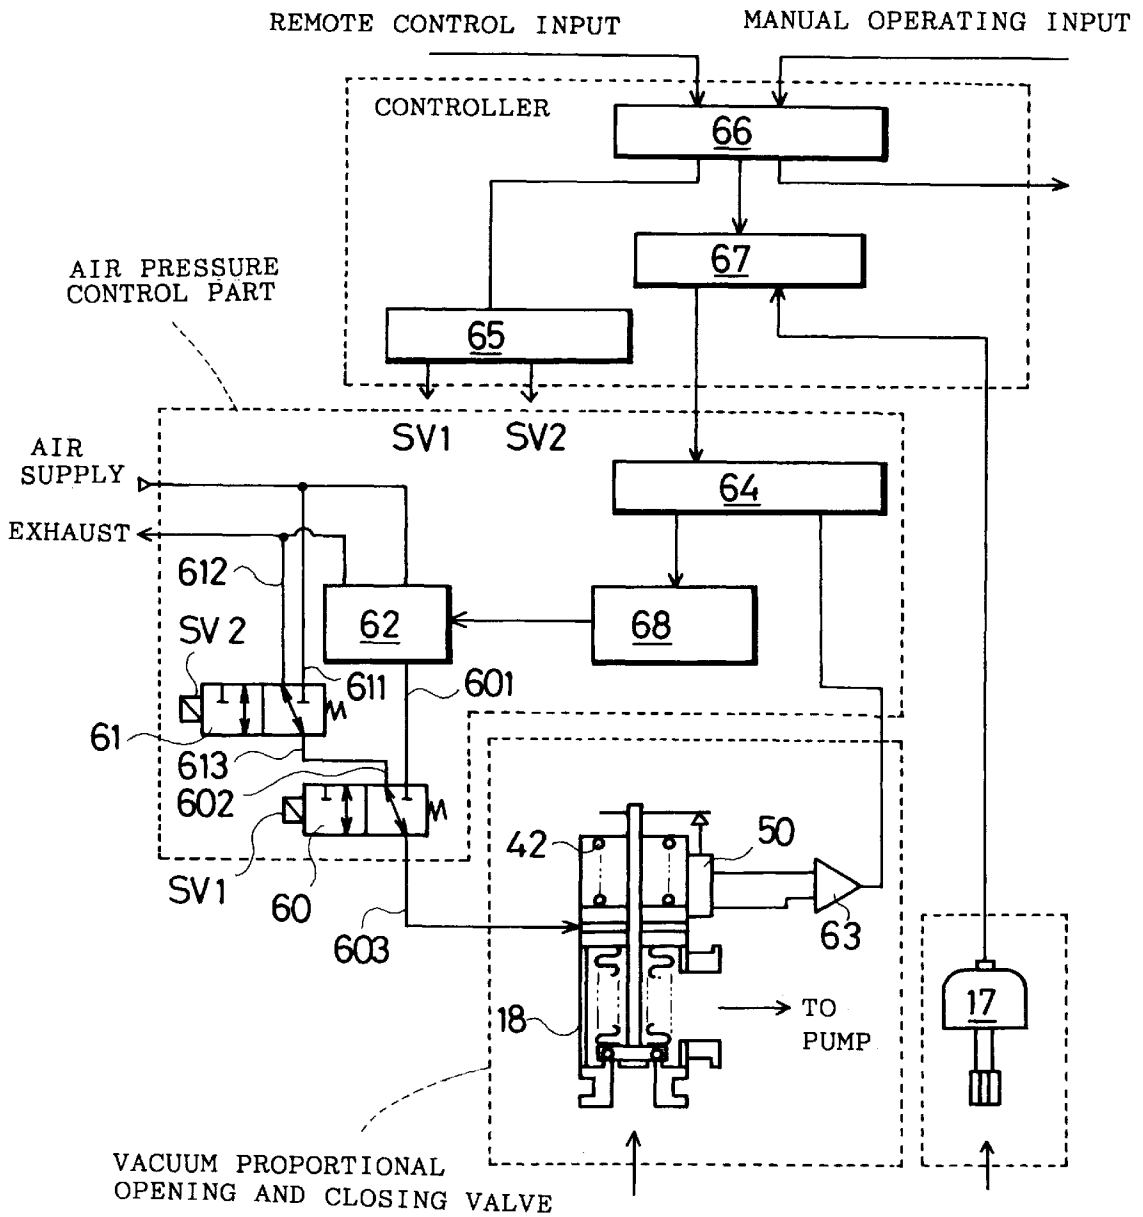 REMOTE CONTROL INPUT
MANUAL OPERATING INPUT
CONTROLLER
66
67
AIR PRESSURE
CONTROL PART
65
SV1
SV2
AIR
SUPPLY
64
EXHAUST
612
62
68
SV2
611
601
61
613
602
42
50
SV1
60
603
63
17
18
TO
PUMP
VACUUM PROPORTIONAL
OPENING AND CLOSING VALVE